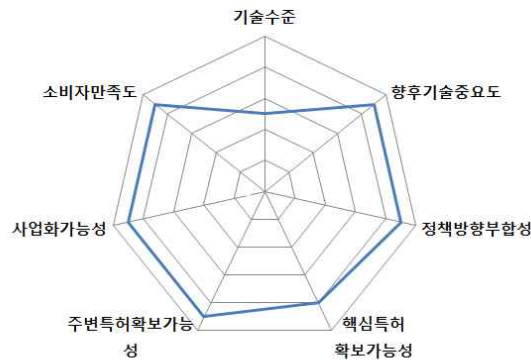 기술수준
소비자만족도
향후기술중요도
사업화가능성
정책방향부합성
주변특허확보가능
성
핵심특허
확보가능성